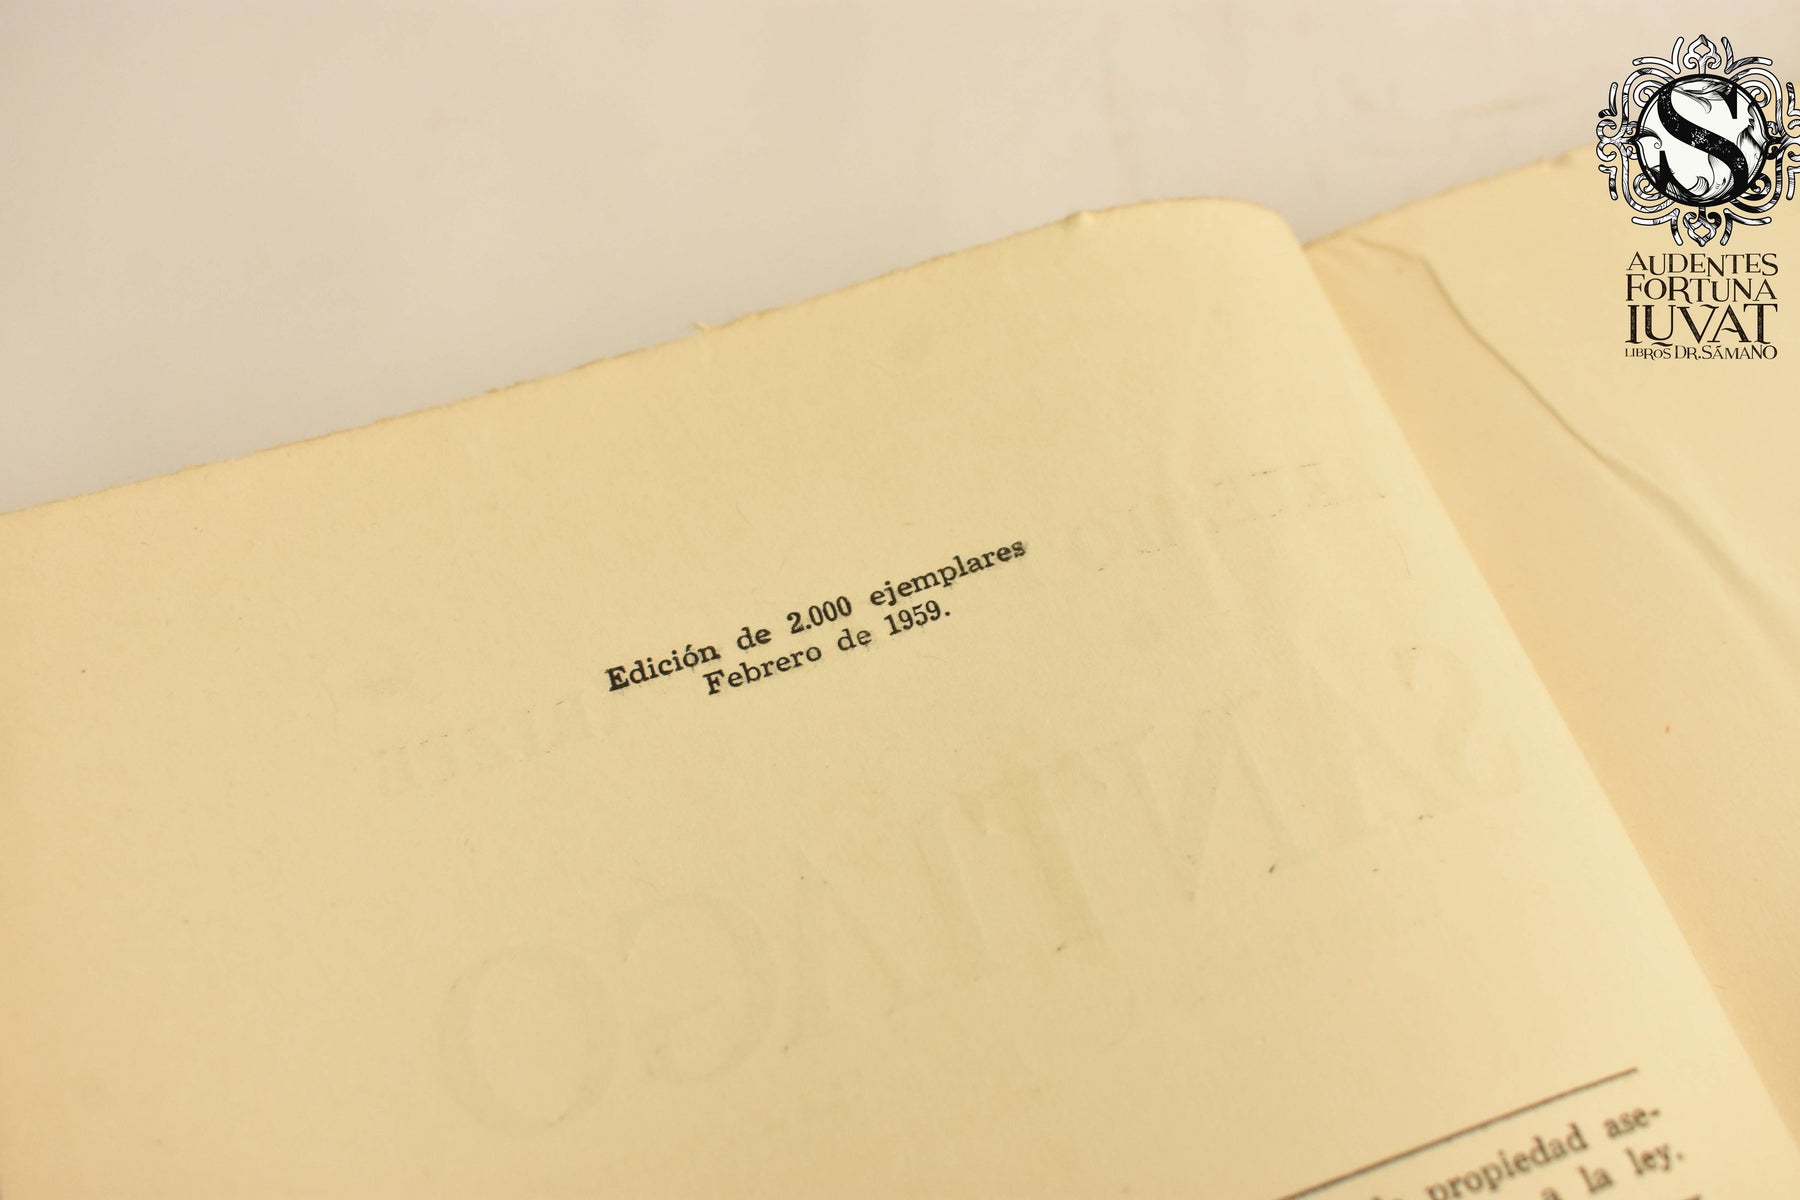 Edición de 2.000 ejemplares
Febrero de 1959.
propiedad ase-
a la ley.
S
AUDENTES
FORTUNA
IUVAT
LIBROS DR. SÁMANO